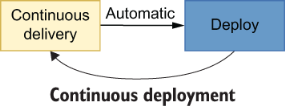 Continuous
delivery
Automatic
Deploy
Continuous deployment